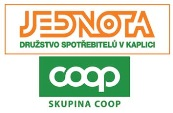 JEDNOTA
DRUŽSTVO SPOTŘEBITELŮ V KAPLICI
coop
SKUPINA COOP